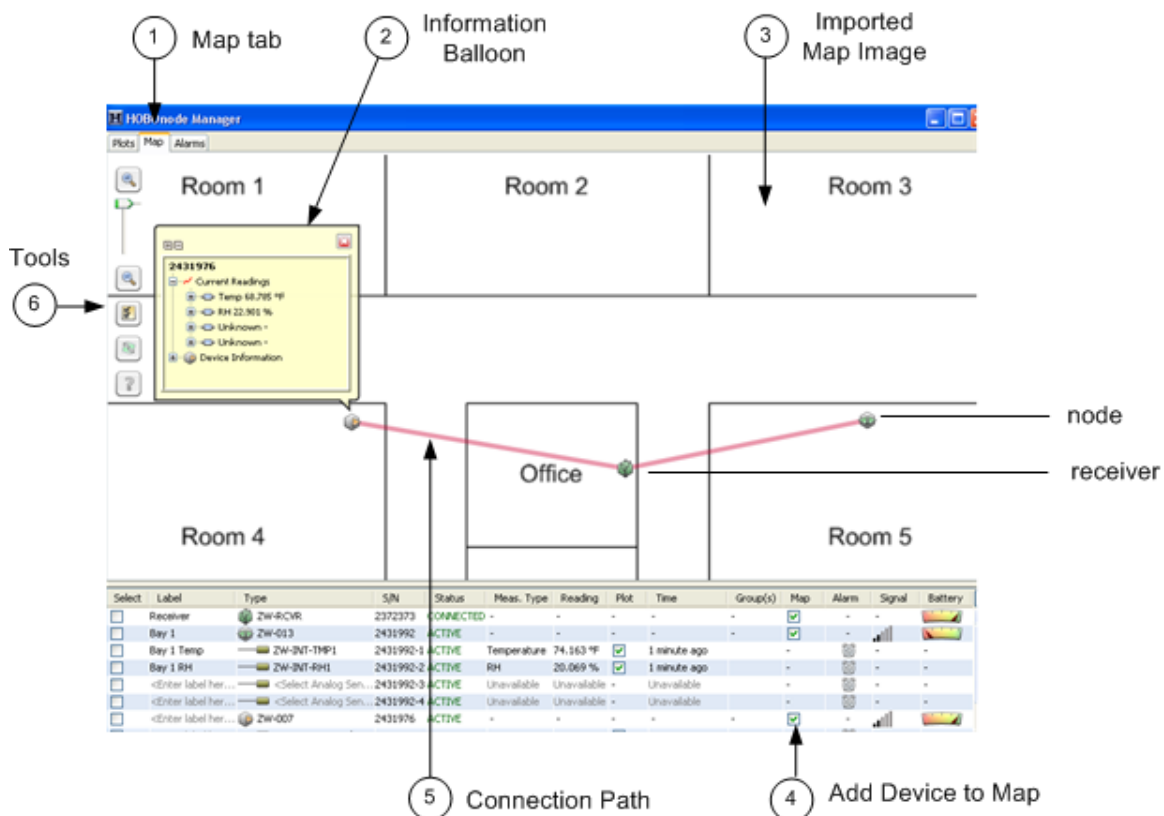 1 Map tab
2 Information
Balloon
3 Imported
Map Image
HOBOnode Manager
Plots Map Alarms
Room 1 Room 2 Room 3
Tools
6
2431976
Current Readings
Temp 68.785 °F
RH 22.901 %
Unknown -
Unknown -
Device Information
node
receiver
Office
Room 4 Room 5
Select Label Type S/N Status Meas. Type Reading Plot Time Group(s) Map Alarm Signal Battery
Receiver ZW-RCVR 2372373 CONNECTED - - - - - - -
Bay 1 ZW-013 2431992 ACTIVE - - - - - -
Bay 1 Temp ZW-INT-TMP1 2431992-1 ACTIVE Temperature 74.163 °F 1 minute ago - - -
Bay 1 RH ZW-INT-RH1 2431992-2 ACTIVE RH 20.069 % 1 minute ago - - -
<Enter label her... <Select Analog Sen... 2431992-3 ACTIVE Unavailable Unavailable - Unavailable - - -
<Enter label her... <Select Analog Sen... 2431992-4 ACTIVE Unavailable Unavailable - Unavailable - - -
<Enter label her... ZW-007 2431976 ACTIVE - - - - - -
5 Connection Path
4 Add Device to Map